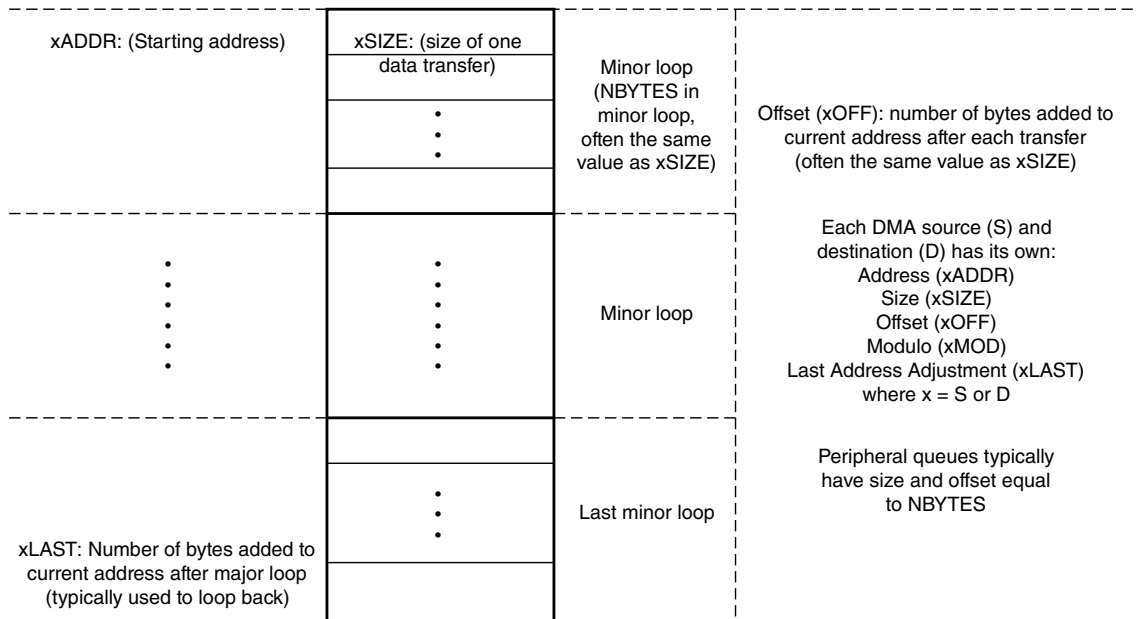 xADDR: (Starting address)
xSIZE: (size of one
data transfer)
Minor loop
(NBYTES in
minor loop,
often the same
value as xSIZE)
Offset (xOFF): number of bytes added to
current address after each transfer
(often the same value as xSIZE)
Minor loop
Each DMA source (S) and
destination (D) has its own:
Address (xADDR)
Size (xSIZE)
Offset (xOFF)
Modulo (xMOD)
Last Address Adjustment (xLAST)
where x = S or D
xLAST: Number of bytes added to
current address after major loop
(typically used to loop back)
Last minor loop
Peripheral queues typically
have size and offset equal
to NBYTES